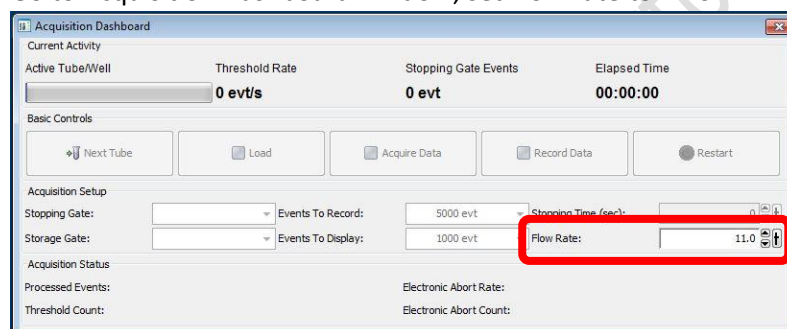 Acquisition Dashboard
Current Activity
Active Tube/Well Threshold Rate Stopping Gate Events Elapsed Time
0 evt/s 0 evt 00:00:00
Basic Controls
Next Tube Load Acquire Data Record Data Restart
Acquisition Setup
Stopping Gate: Events To Record: 5000 evt Stopping Time (sec): 0
Storage Gate: Events To Display: 1000 evt Flow Rate: 11.0
Acquisition Status
Processed Events: Electronic Abort Rate:
Threshold Count: Electronic Abort Count: